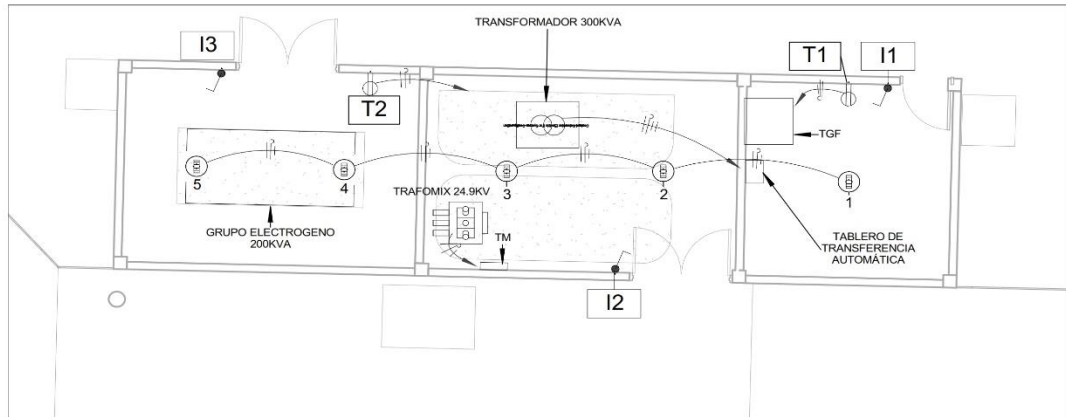 TRANSFORMADOR 300KVA
I3
T1
I1
T2
TGF
5
4
3
2
1
TRAFOMIX 24.9KV
GRUPO ELECTROGENO
200KVA
TM
TABLERO DE
TRANSFERENCIA
AUTOMÁTICA
I2